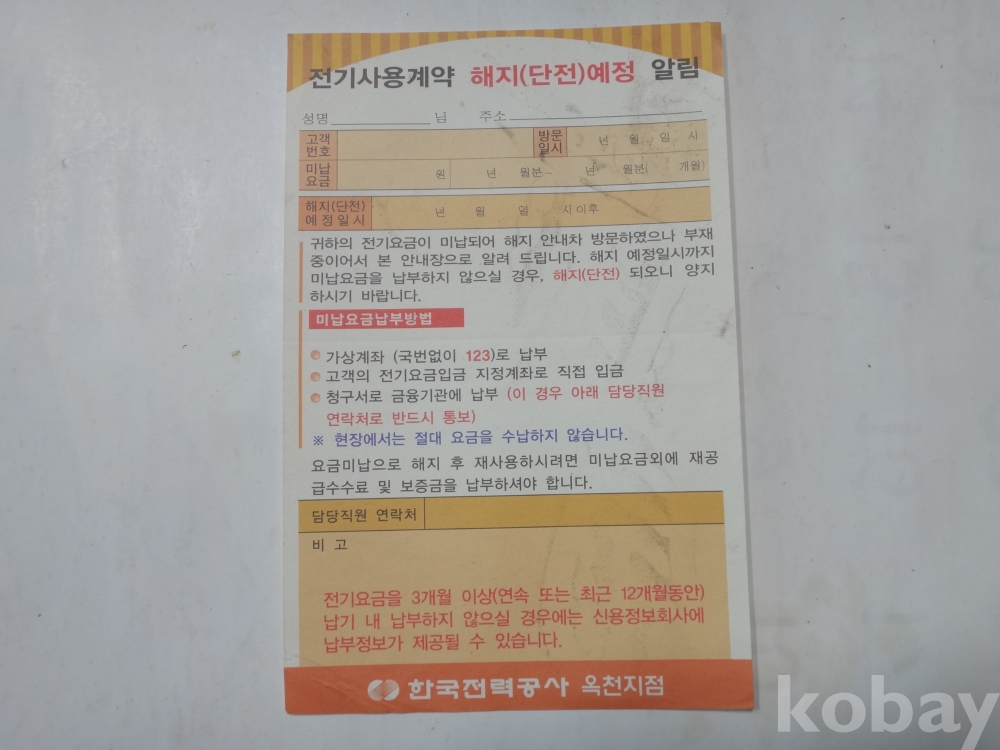 전기사용계약 해지(단전)예정 알림
성명 님 주소
고객번호 방문일시 년 월 일 시
미납요금 원 년 월분~ 년 월분( 개월)
해지(단전)예정일시 년 월 일 시 이후
귀하의 전기요금이 미납되어 해지 안내차 방문하였으나 부재
중이어서 본 안내장으로 알려 드립니다. 해지 예정일시까지
미납요금을 납부하지 않으실 경우, 해지(단전) 되오니 양지
하시기 바랍니다.
미납요금납부방법
가상계좌 (국번없이 123)로 납부
고객의 전기요금입금 지정계좌로 직접 입금
청구서로 금융기관에 납부 (이 경우 아래 담당직원
연락처로 반드시 통보)
※ 현장에서는 절대 요금을 수납하지 않습니다.
요금미납으로 해지 후 재사용하시려면 미납요금외에 재공
급수수료 및 보증금을 납부하셔야 합니다.
담당직원 연락처
비 고
전기요금을 3개월 이상(연속 또는 최근 12개월동안)
납기 내 납부하지 않으실 경우에는 신용정보회사에
납부정보가 제공될 수 있습니다.
한국전력공사 옥천지점
kobay